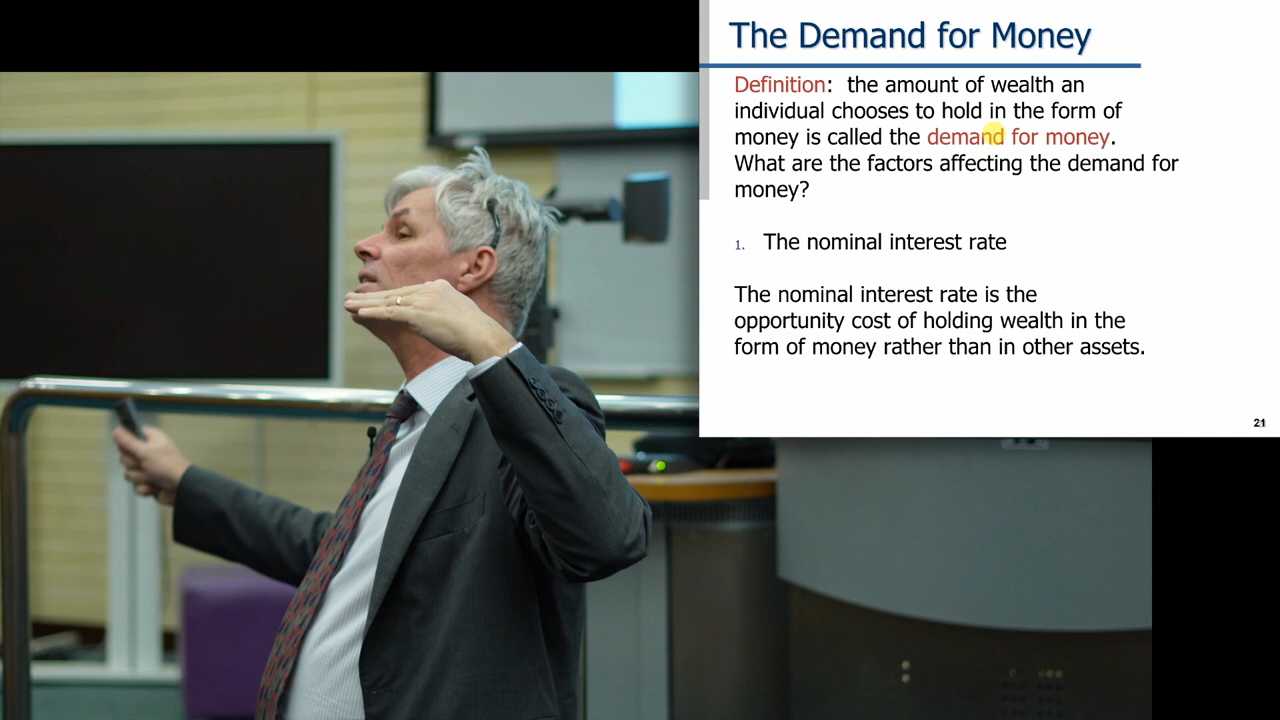 The Demand for Money
Definition: the amount of wealth an
individual chooses to hold in the form of
money is called the demand for money.
What are the factors affecting the demand for
money?
1. The nominal interest rate
The nominal interest rate is the
opportunity cost of holding wealth in the
form of money rather than in other assets.
21